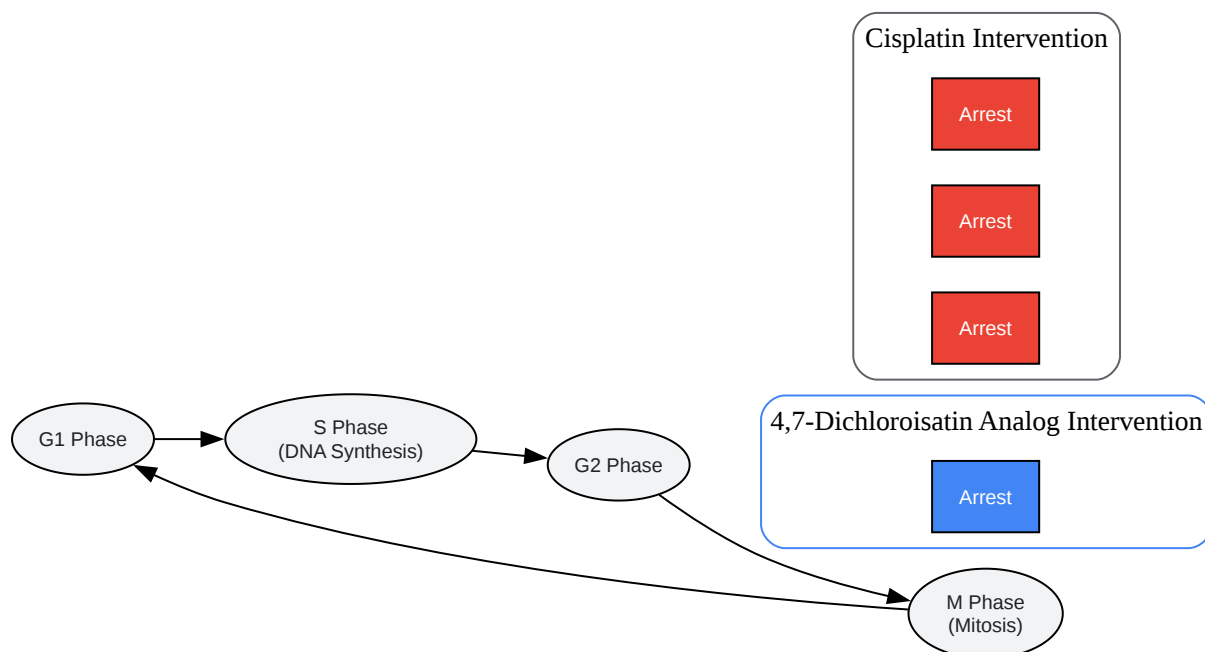 Cisplatin Intervention
Arrest
Arrest
Arrest
4,7-Dichloroisatin Analog Intervention
Arrest
G1 Phase
S Phase
(DNA Synthesis)
G2 Phase
M Phase
(Mitosis)